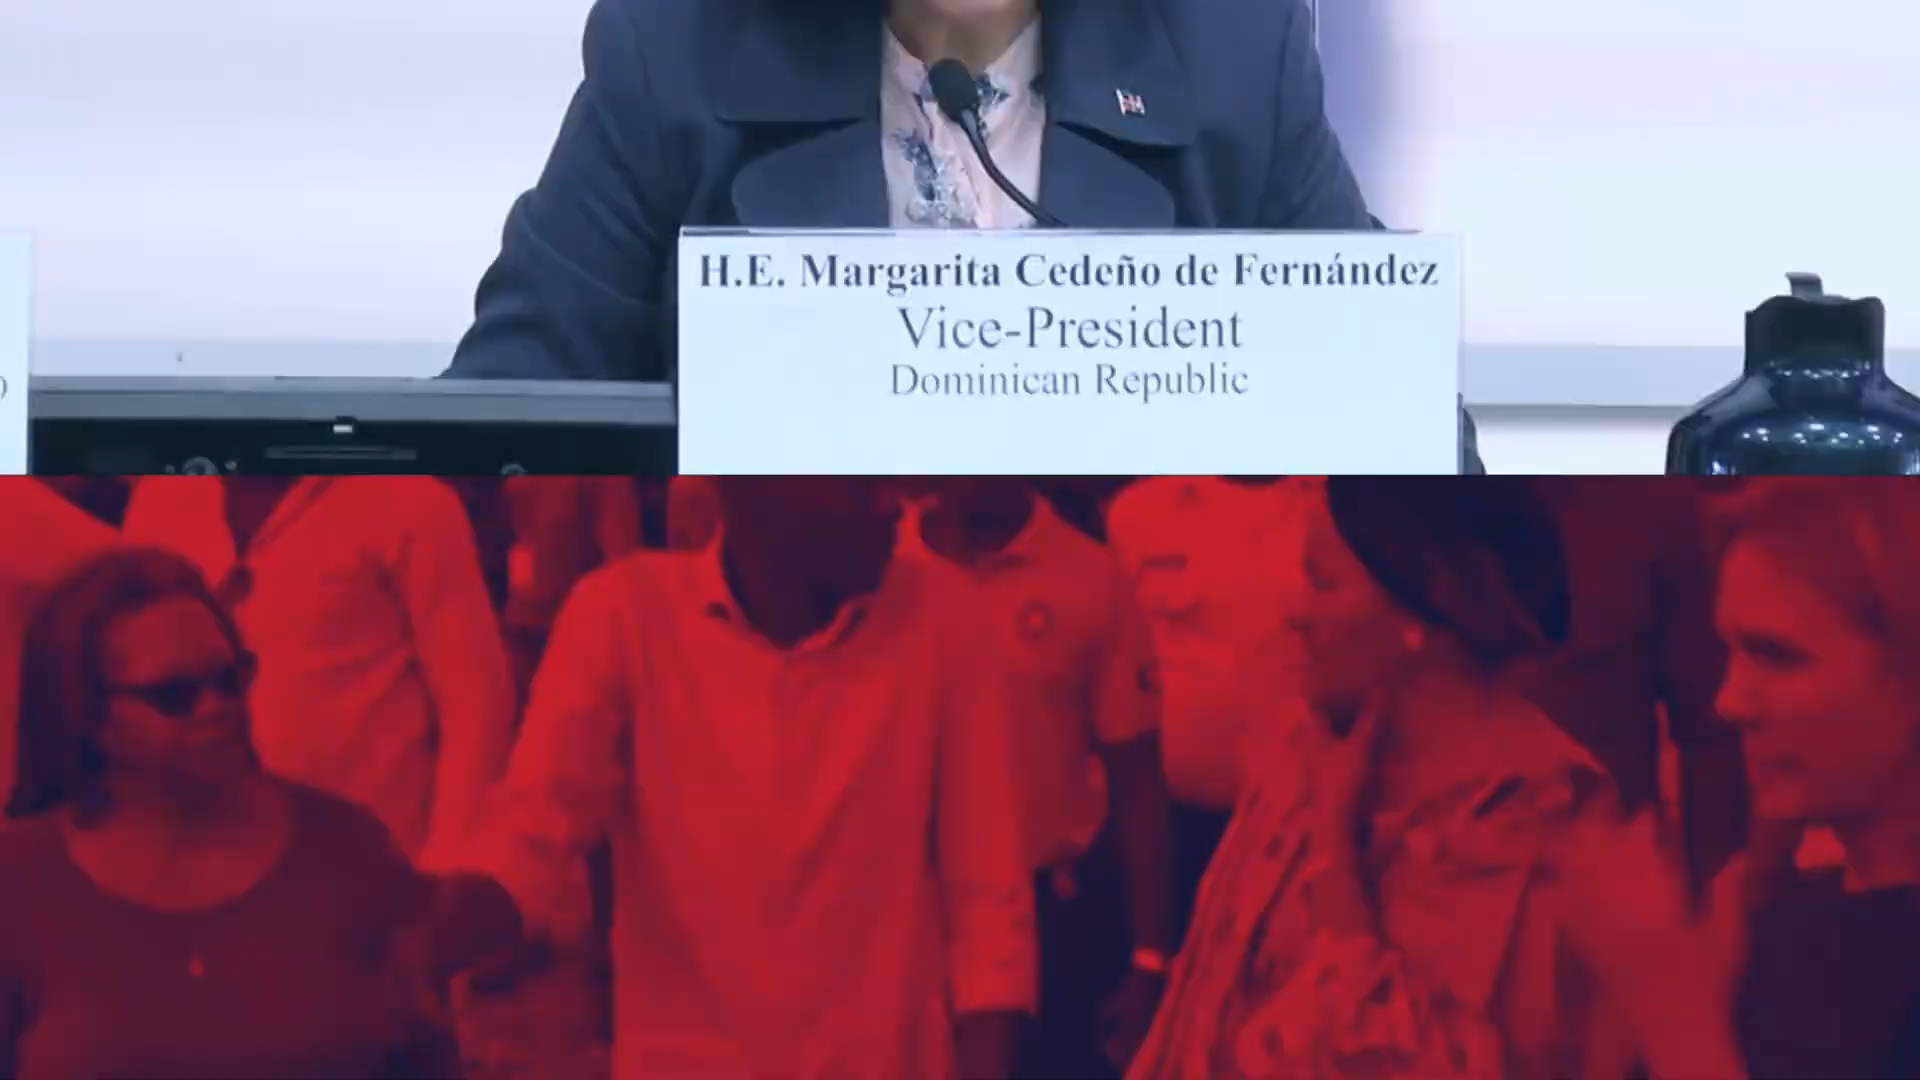 H.E. Margarita Cedeño de Fernández
Vice-President
Dominican Republic